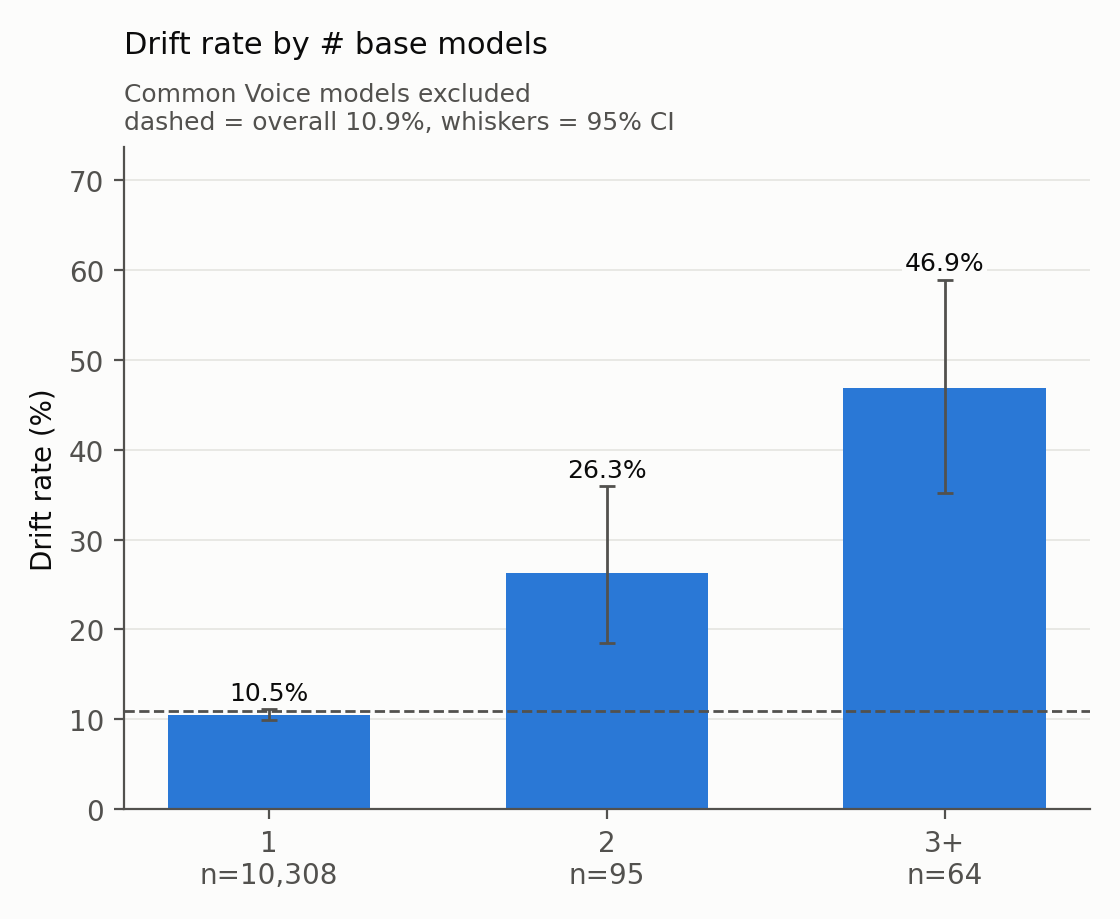 Drift rate by # base models
Common Voice models excluded
dashed = overall 10.9%, whiskers = 95% CI
Drift rate (%)
70
60
50
40
30
20
10
0
10.5%
26.3%
46.9%
1
n=10,308
2
n=95
3+
n=64